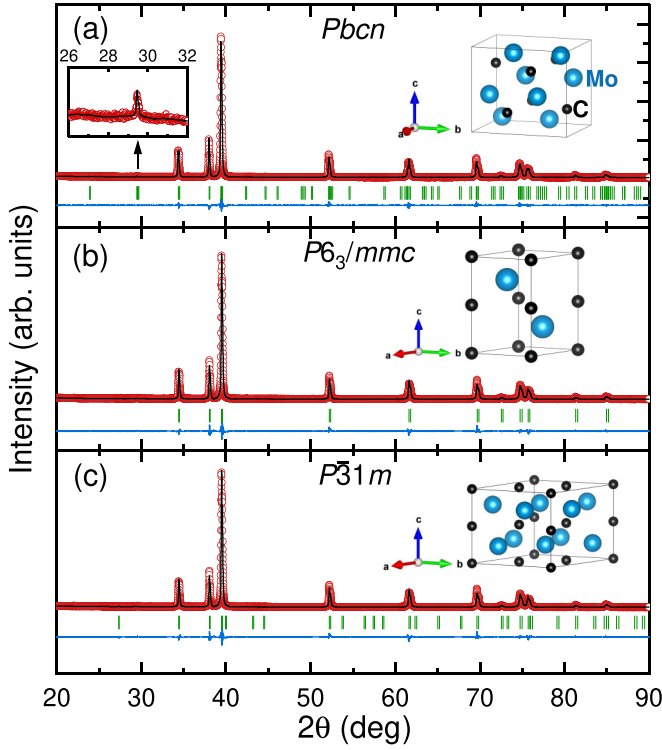 (a)
Pbcn
26 28 30 32
Mo
C
c
a
b
(b)
P6₃/mmc
c
a
b
(c)
P3̄1m
c
a
b
Intensity (arb. units)
20 30 40 50 60 70 80 90
2θ (deg)